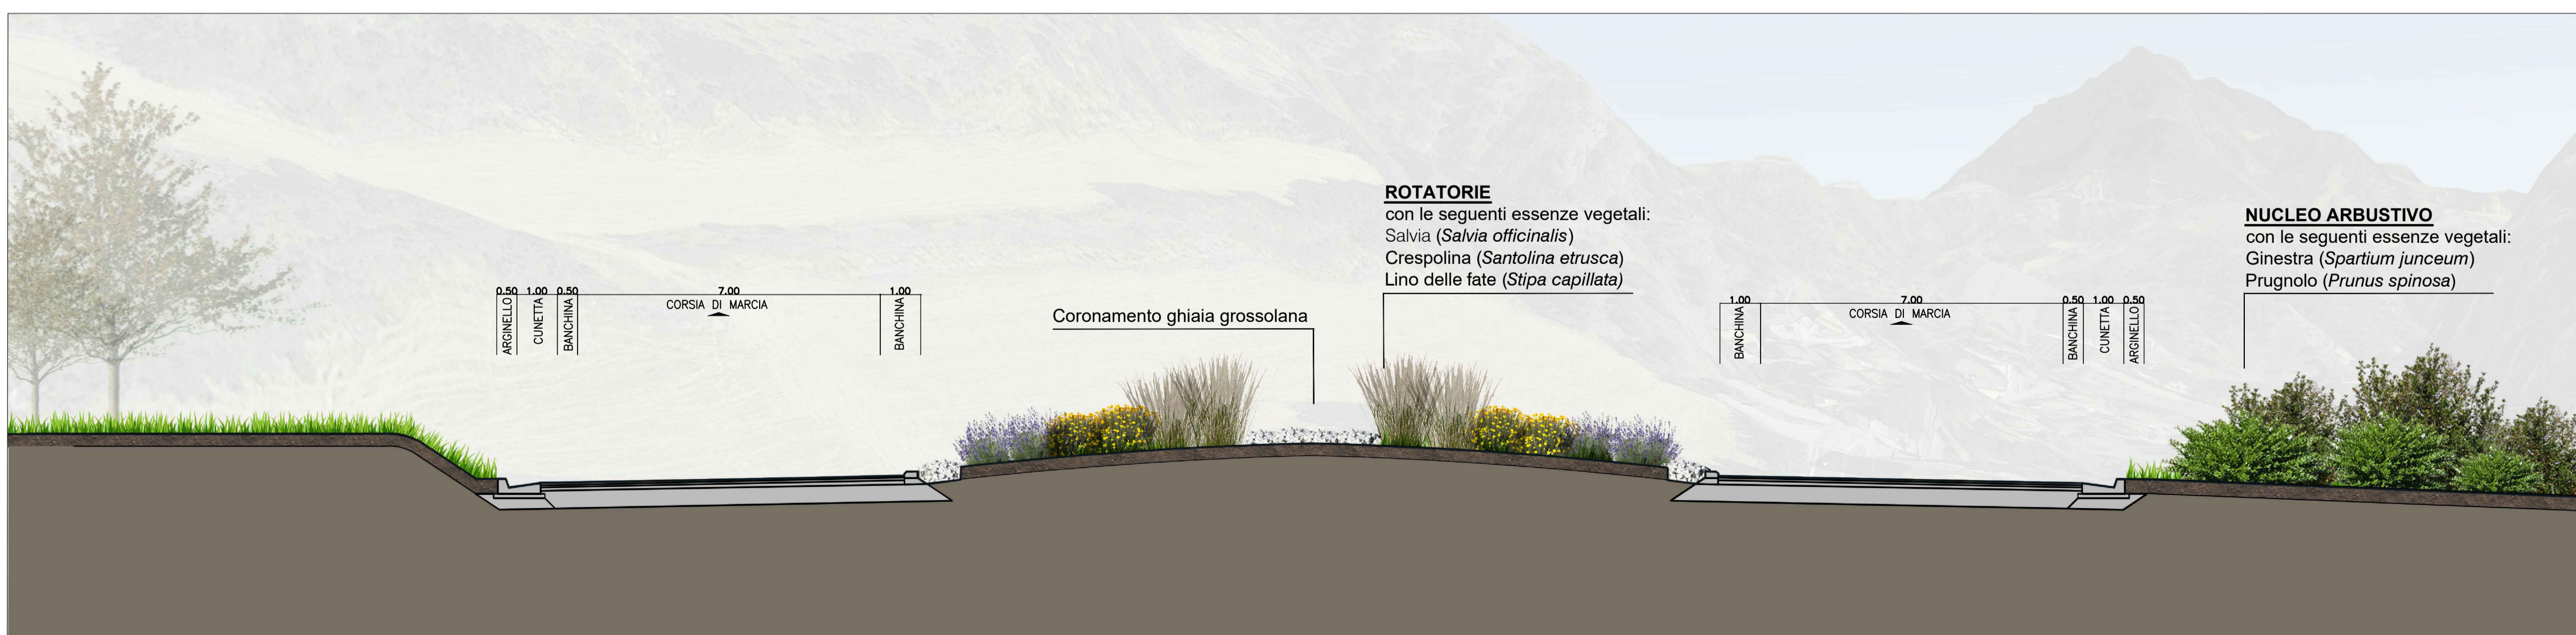 ROTATORIE
con le seguenti essenze vegetali:
Salvia (Salvia officinalis)
Crespolina (Santolina etrusca)
Lino delle fate (Stipa capillata)
NUCLEO ARBUSTIVO
con le seguenti essenze vegetali:
Ginestra (Spartium junceum)
Prugnolo (Prunus spinosa)
0.50 1.00 0.50 7.00 1.00
ARGINELLO
CUNETTA
BANCHINA
CORSIA DI MARCIA
BANCHINA
Coronamento ghiaia grossolana
1.00 7.00 0.50 1.00 0.50
BANCHINA
CORSIA DI MARCIA
BANCHINA
CUNETTA
ARGINELLO